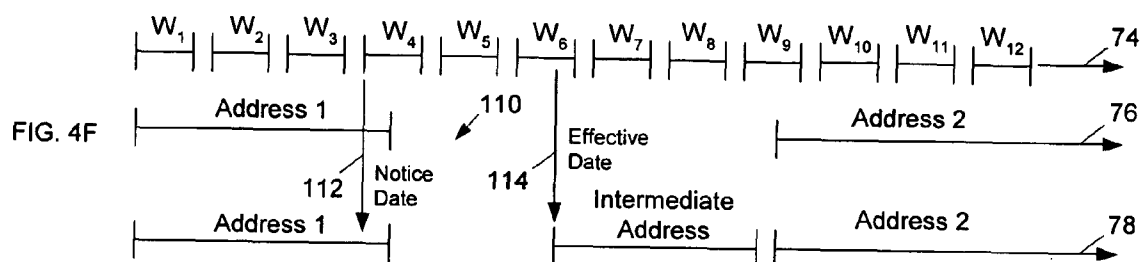 W1 W2 W3 W4 W5 W6 W7 W8 W9 W10 W11 W12 74
Address 1 110 Address 2 76
FIG. 4F
112 Notice Date 114 Effective Date
Address 1 Intermediate Address Address 2 78